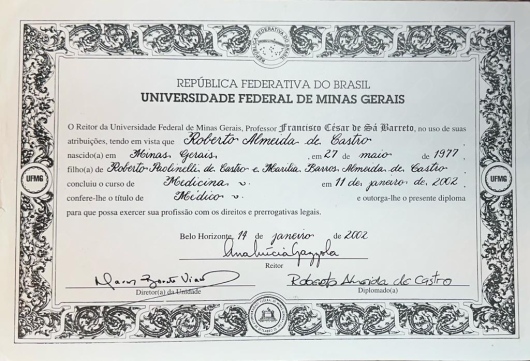 REPÚBLICA FEDERATIVA DO BRASIL
UNIVERSIDADE FEDERAL DE MINAS GERAIS
O Reitor da Universidade Federal de Minas Gerais, Professor Francisco César de Sá Barreto, no uso de suas
atribuições, tendo em vista que Roberto Almeida de Castro
nascido(a) em Minas Gerais, em 27 de maio de 1977,
filho(a) de Roberto Paolinelli de Castro e Marilia Barros Almeida de Castro
UFMG
UFMG
concluiu o curso de Medicina em 11 de janeiro de 2002
confere-lhe o título de Médico e outorga-lhe o presente diploma
para que possa exercer sua profissão com os direitos e prerrogativas legais.
Belo Horizonte, 14 de janeiro de 2002
Ana Lúcia Gazzola
Reitor
Roberto Almeida de Castro
Diretor(a) da Unidade
Diplomado(a)